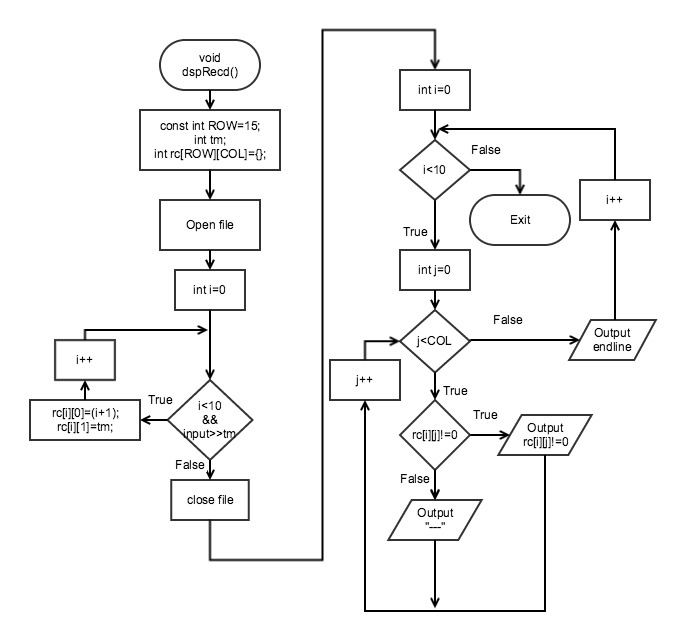 void
dspRecd()
const int ROW=15;
int tm;
int rc[ROW][COL]={};
Open file
int i=0
i++
rc[i][0]=(i+1);
rc[i][1]=tm;
True
i<10
&&
input>>tm
False
close file
int i=0
i<10
False
Exit
i++
True
int j=0
j<COL
False
Output
endline
j++
True
rc[i][j]!=0
True
Output
rc[i][j]!=0
False
Output
"---"